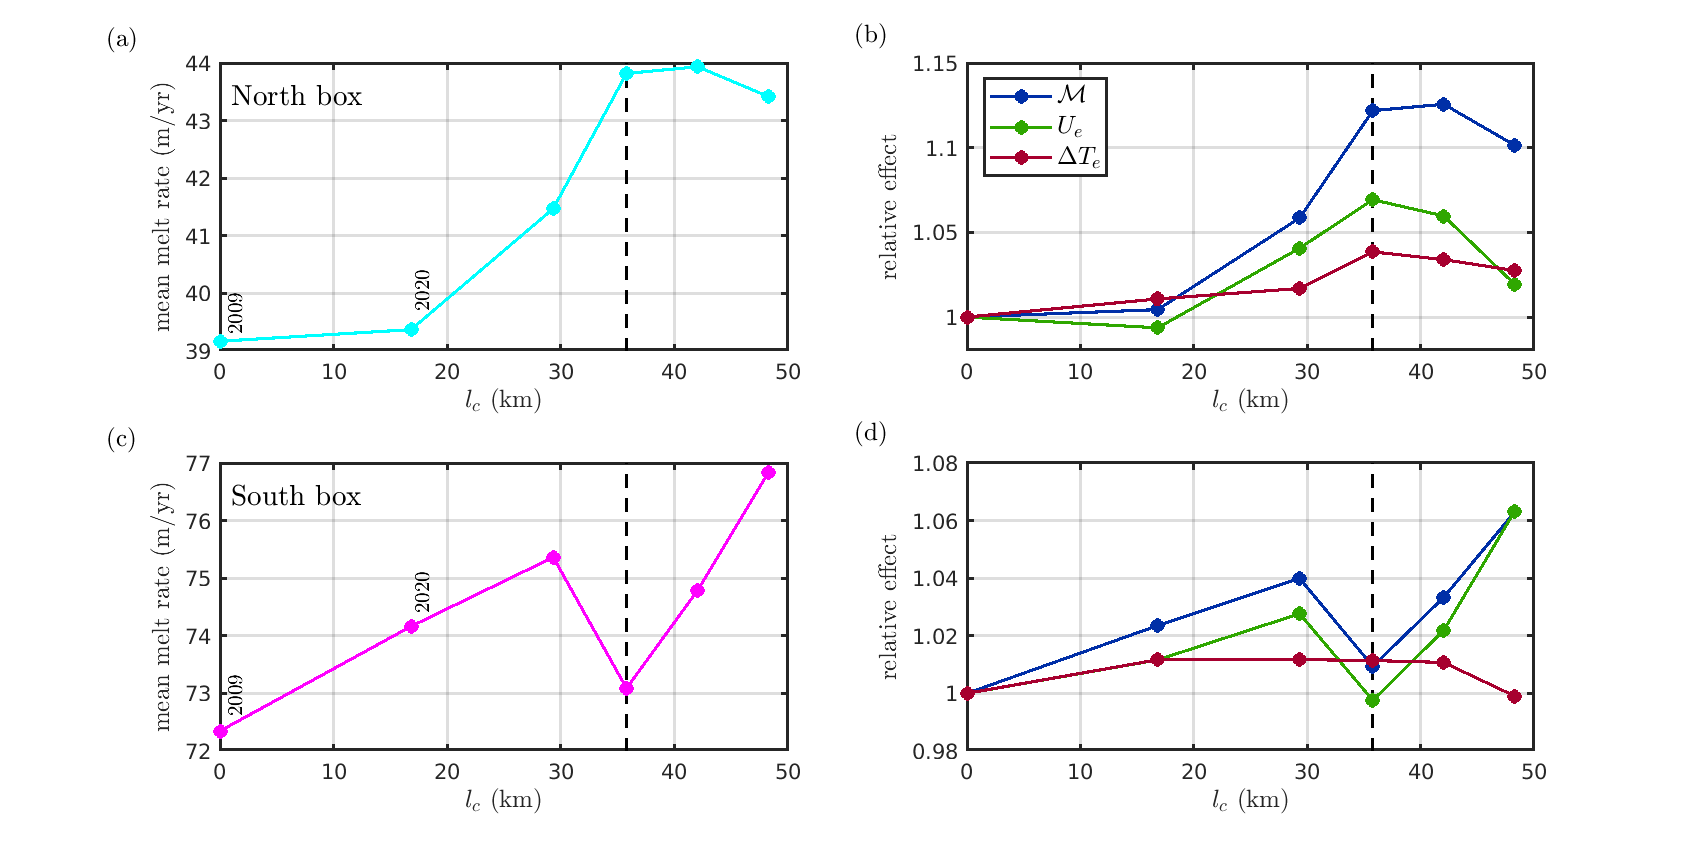 (a)
North box
2009
2020
mean melt rate (m/yr)
44
43
42
41
40
39
0 10 20 30 40 50
l_c (km)
(b)
ℳ
U_e
ΔT_e
relative effect
1.15
1.1
1.05
1
0 10 20 30 40 50
l_c (km)
(c)
South box
2009
2020
mean melt rate (m/yr)
77
76
75
74
73
72
0 10 20 30 40 50
l_c (km)
(d)
relative effect
1.08
1.06
1.04
1.02
1
0.98
0 10 20 30 40 50
l_c (km)